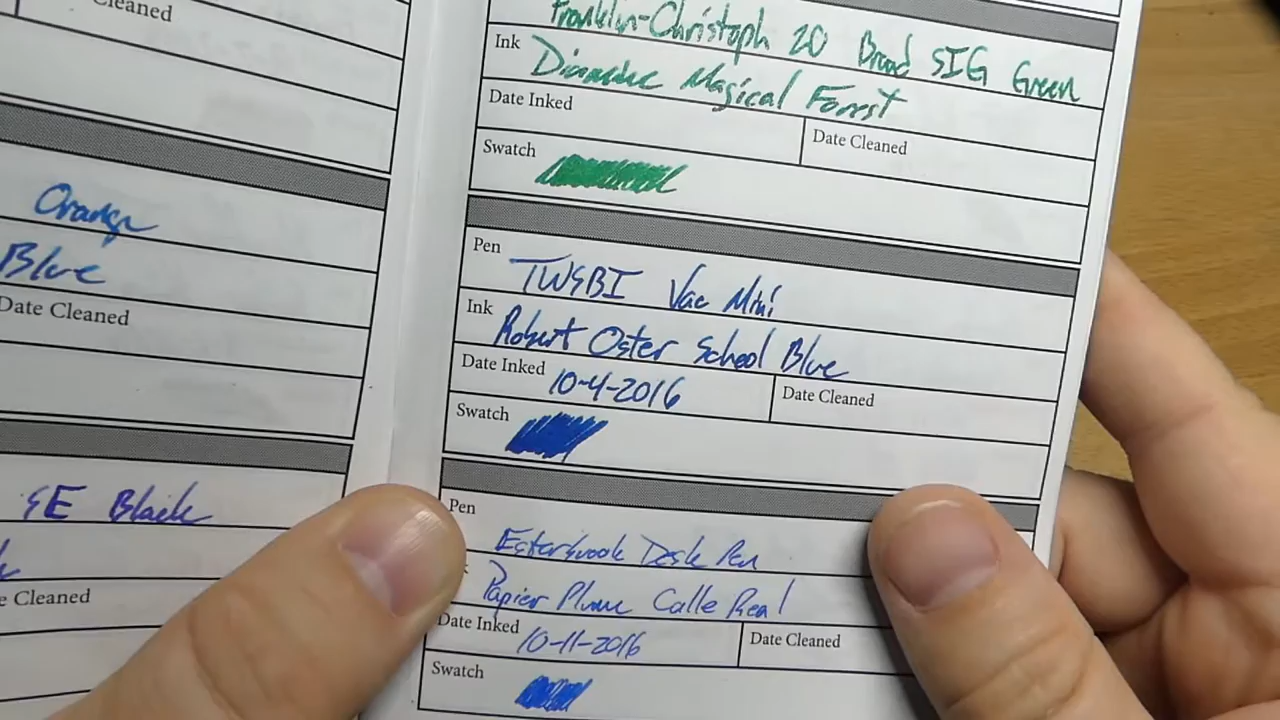 Cleaned
Orange
Blue
Date Cleaned
SE Black
e Cleaned
Franklin-Christoph 20 Broad SIG Green
Ink Diamine Magical Forest
Date Inked Date Cleaned
Swatch
Pen TWSBI Vac Mini
Ink Robert Oster School Blue
Date Inked 10-4-2016 Date Cleaned
Swatch
Pen Esterbrook Desk Pen
Papier Plume Calle Real
Date Inked 10-11-2016 Date Cleaned
Swatch